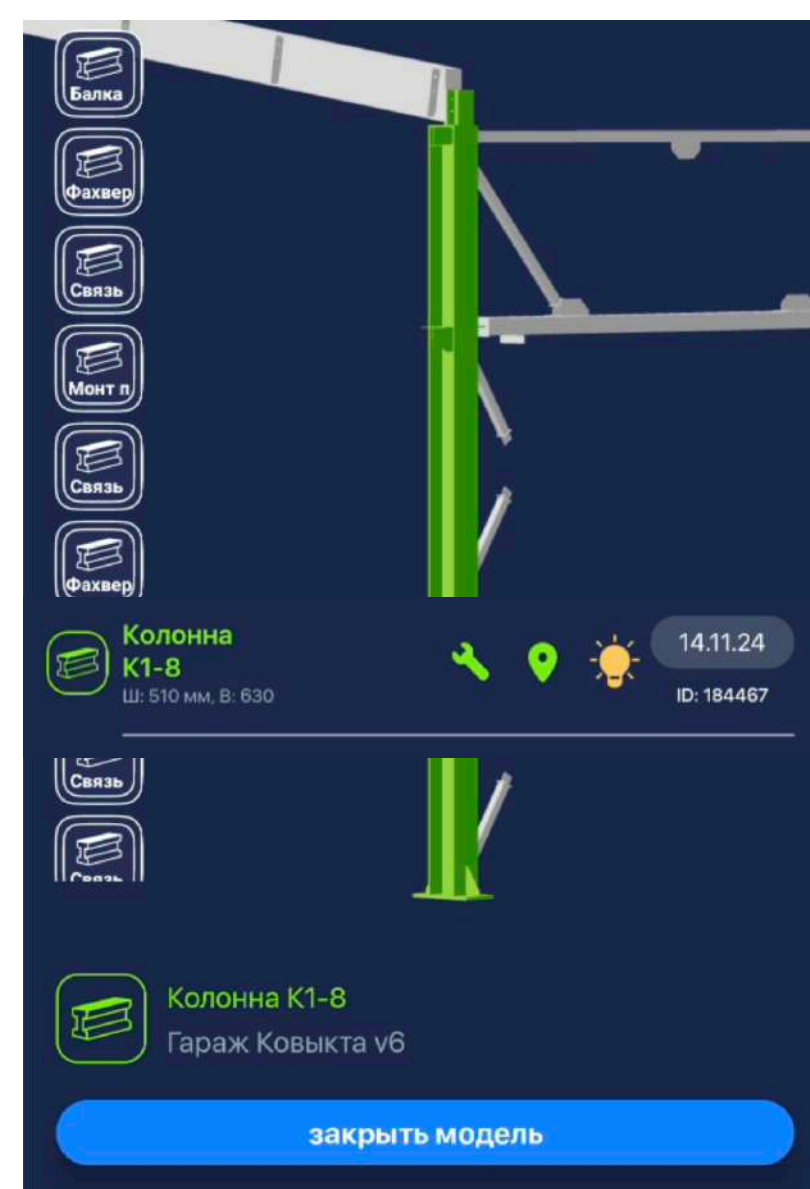 Балка
Фахвер
Связь
Монт п
Связь
Фахвер
Колонна
К1-8
Ш: 510 мм, В: 630
14.11.24
ID: 184467
Связь
Связь
Колонна К1-8
Гараж Ковыкта v6
закрыть модель